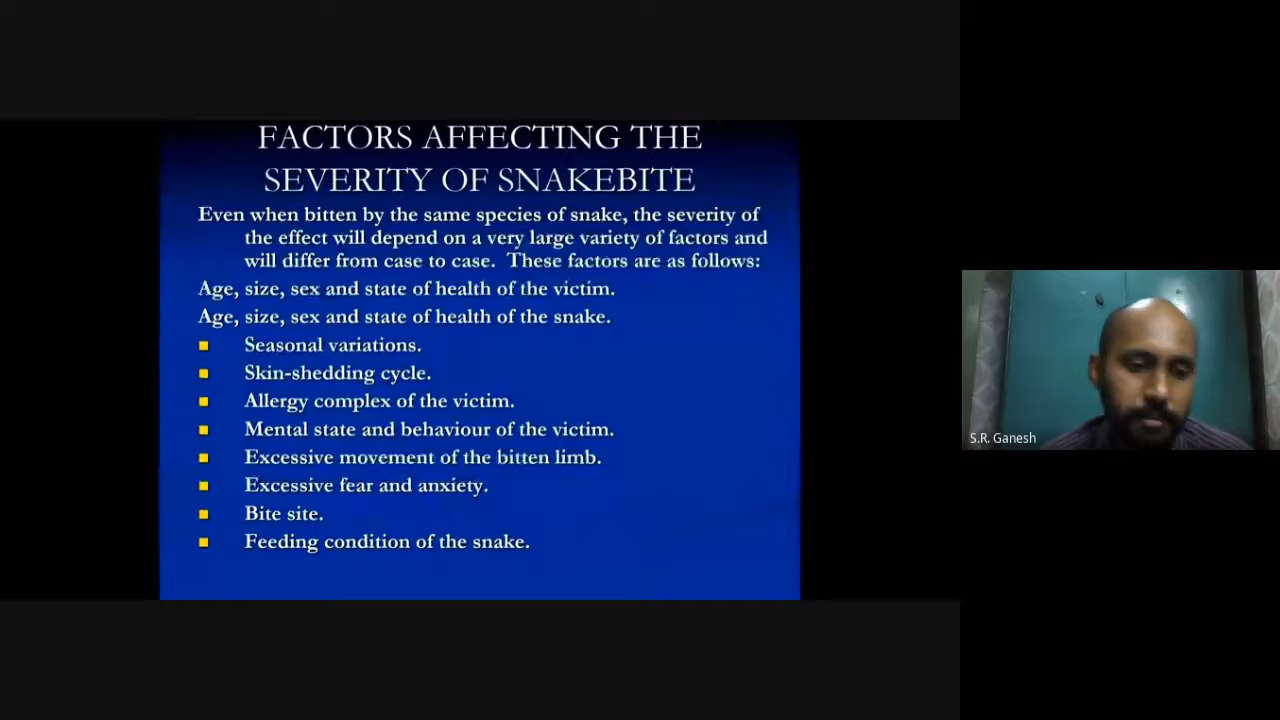 FACTORS AFFECTING THE
SEVERITY OF SNAKEBITE
Even when bitten by the same species of snake, the severity of
the effect will depend on a very large variety of factors and
will differ from case to case. These factors are as follows:
Age, size, sex and state of health of the victim.
Age, size, sex and state of health of the snake.
Seasonal variations.
Skin-shedding cycle.
Allergy complex of the victim.
Mental state and behaviour of the victim.
Excessive movement of the bitten limb.
Excessive fear and anxiety.
Bite site.
Feeding condition of the snake.
S.R. Ganesh